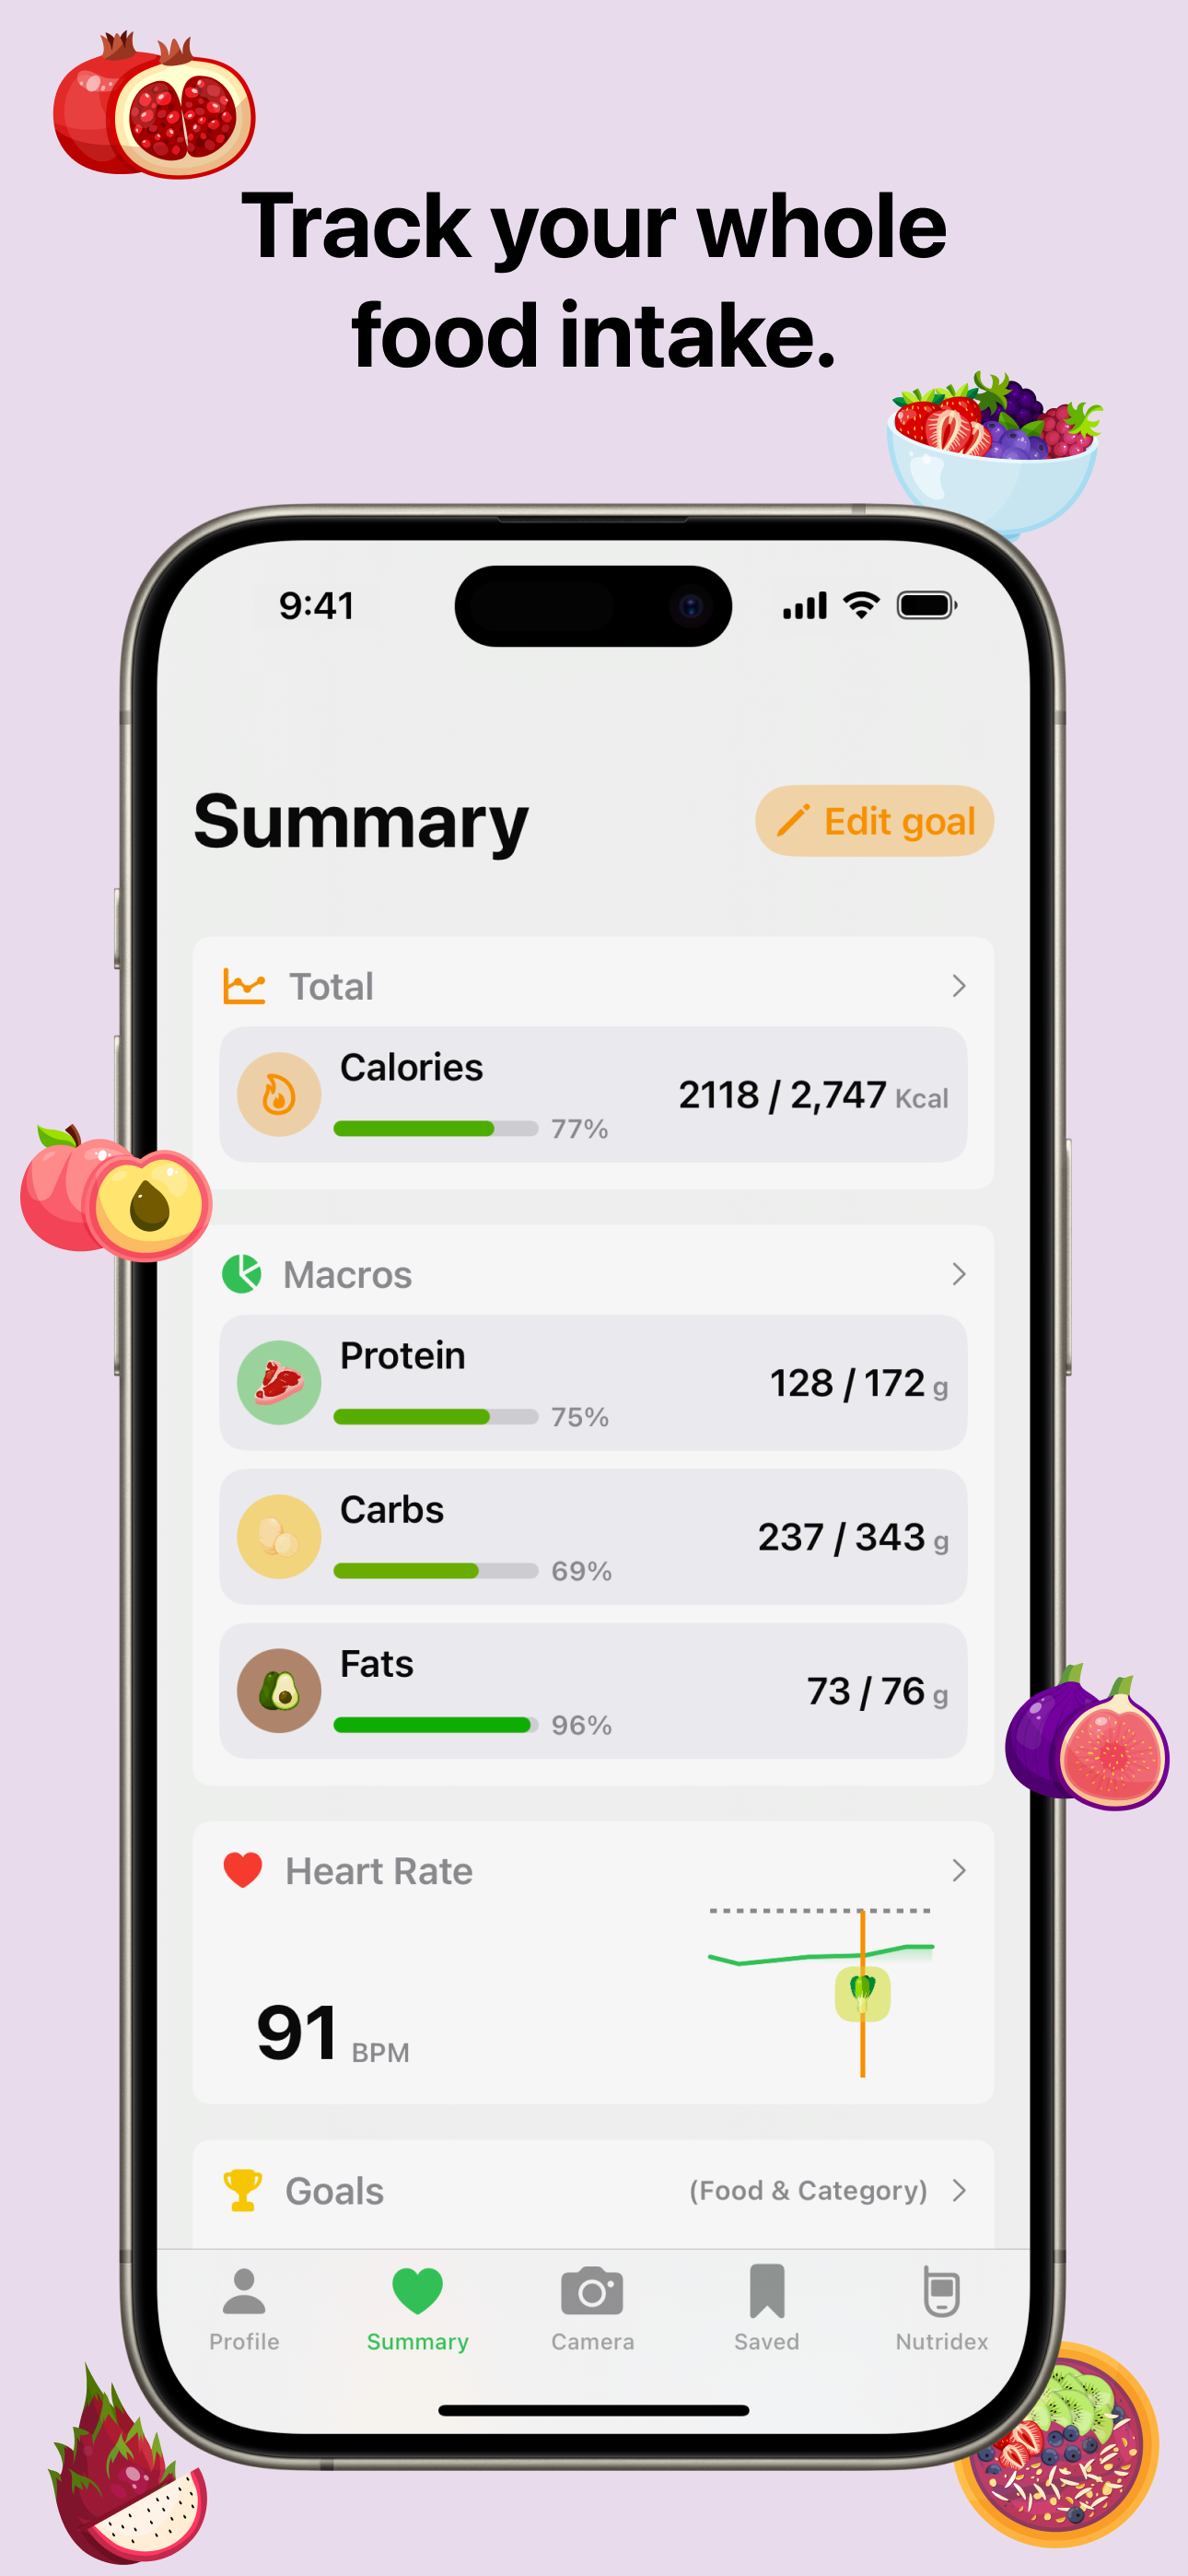 Track your whole
food intake.
9:41
Summary
Edit goal
Total
Calories
2118 / 2,747 Kcal
77%
Macros
Protein
128 / 172 g
75%
Carbs
237 / 343 g
69%
Fats
73 / 76 g
96%
Heart Rate
91 BPM
Goals (Food & Category)
Profile Summary Camera Saved Nutridex